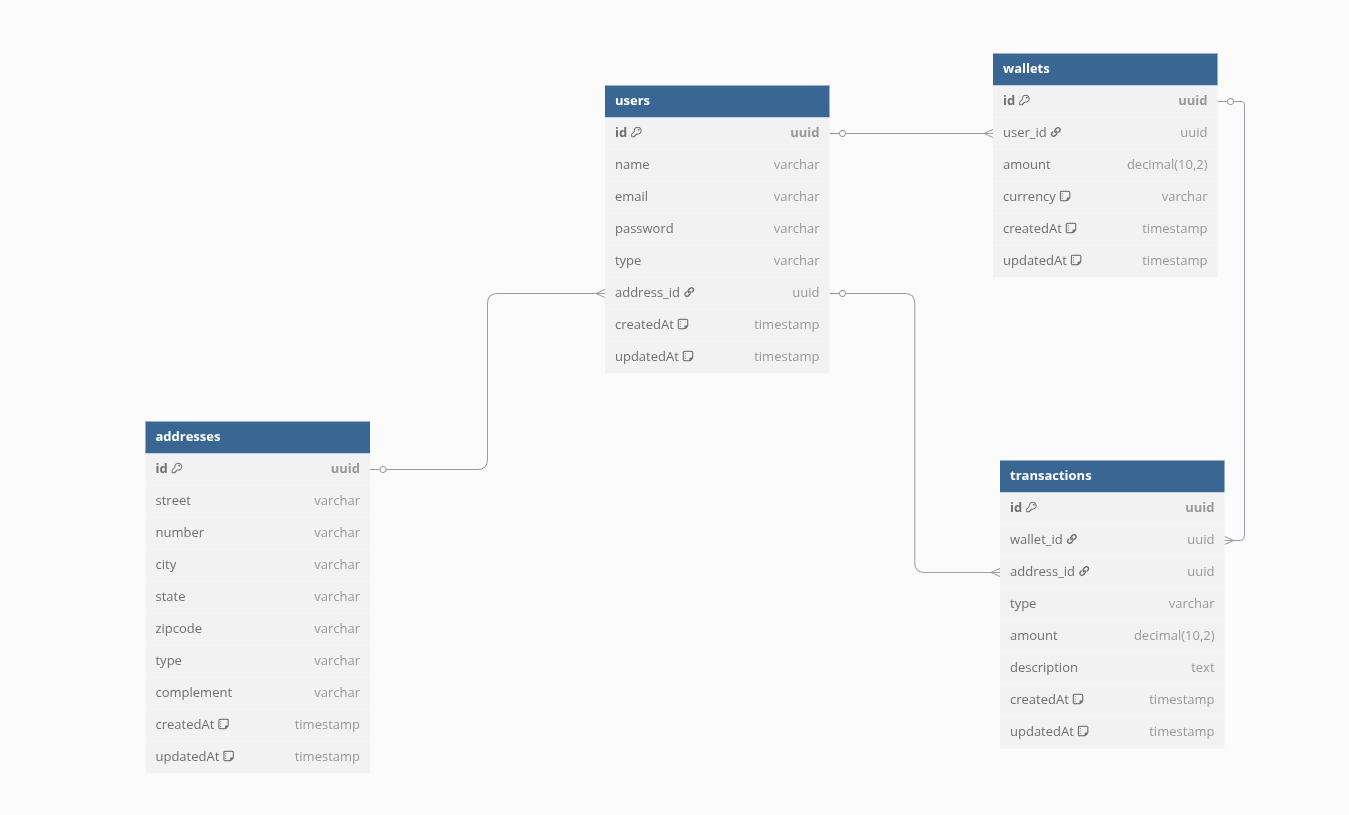 users
id uuid
name varchar
email varchar
password varchar
type varchar
address_id uuid
createdAt timestamp
updatedAt timestamp
wallets
id uuid
user_id uuid
amount decimal(10,2)
currency varchar
createdAt timestamp
updatedAt timestamp
addresses
id uuid
street varchar
number varchar
city varchar
state varchar
zipcode varchar
type varchar
complement varchar
createdAt timestamp
updatedAt timestamp
transactions
id uuid
wallet_id uuid
address_id uuid
type varchar
amount decimal(10,2)
description text
createdAt timestamp
updatedAt timestamp